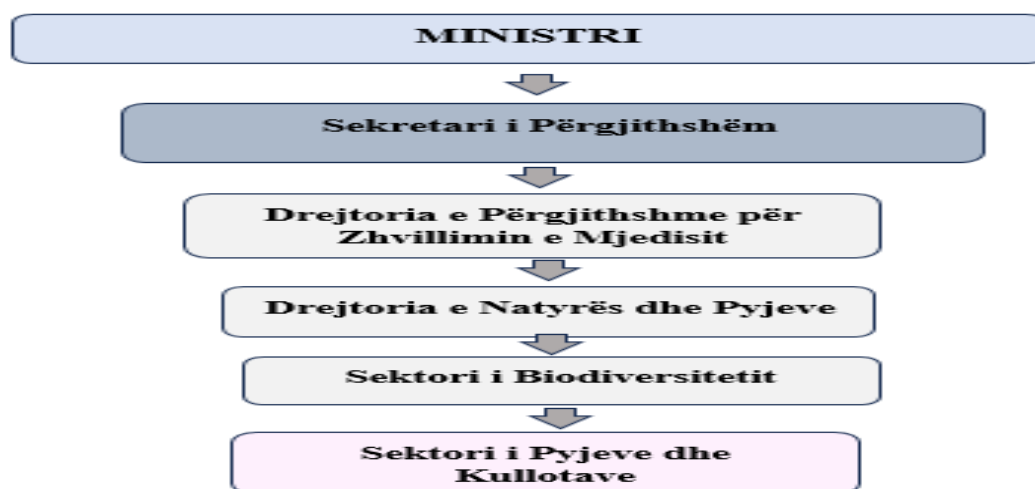 MINISTRI
Sekretari i Përgjithshëm
Drejtoria e Përgjithshme për
Zhvillimin e Mjedisit
Drejtoria e Natyrës dhe Pyjeve
Sektori i Biodiversitetit
Sektori i Pyjeve dhe
Kullotave